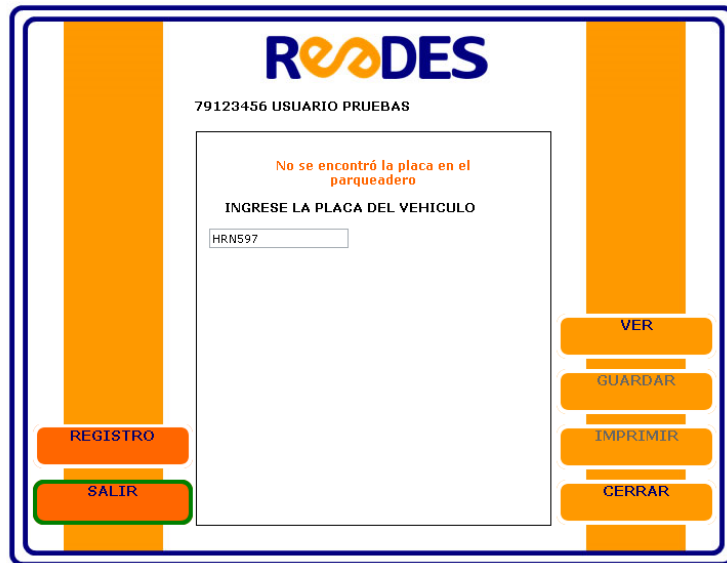 REDES
79123456 USUARIO PRUEBAS
No se encontró la placa en el
parqueadero
INGRESE LA PLACA DEL VEHICULO
HRN597
VER
GUARDAR
REGISTRO
IMPRIMIR
SALIR
CERRAR